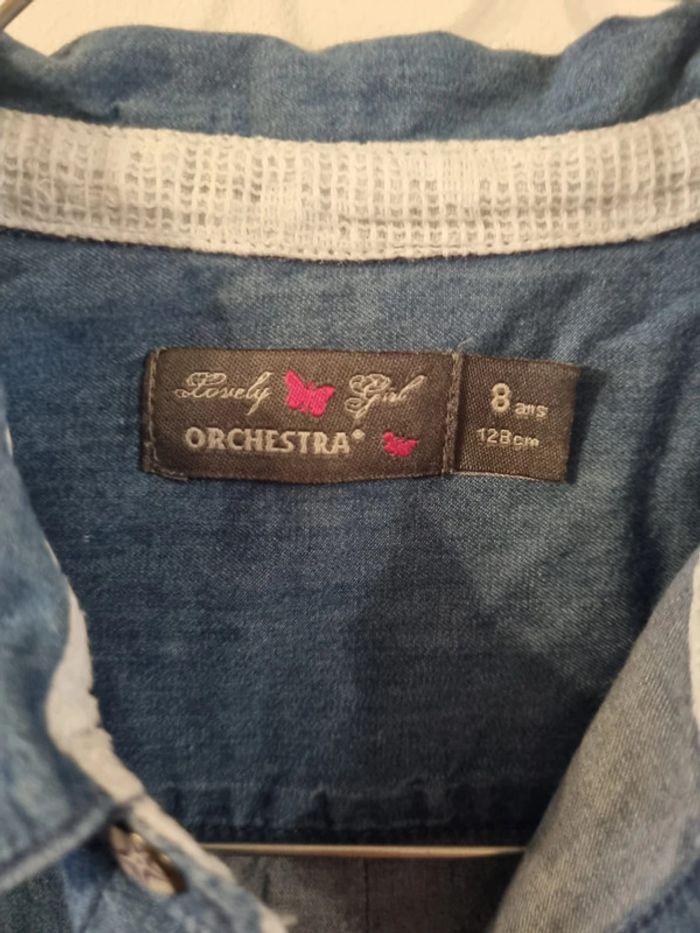 Lovely Girl
ORCHESTRA®
8 ans
128cm